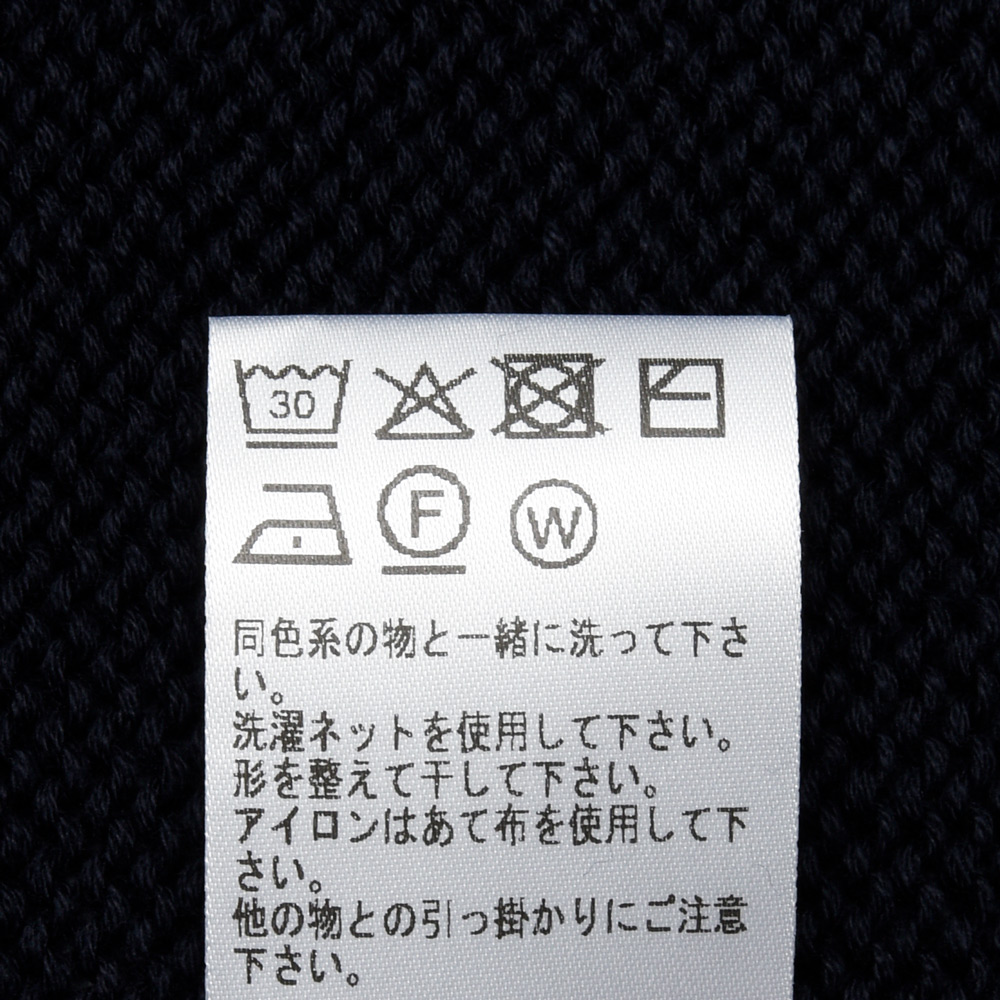 30
F W
同色系の物と一緒に洗って下さ
い。
洗濯ネットを使用して下さい。
形を整えて干して下さい。
アイロンはあて布を使用して下
さい。
他の物との引っ掛かりにご注意
下さい。